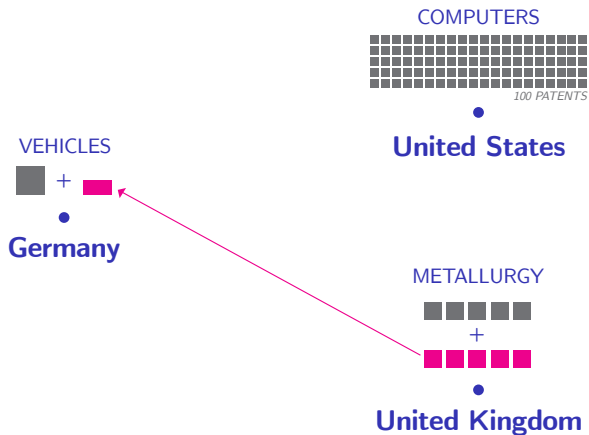 COMPUTERS
100 PATENTS
United States
VEHICLES
+
Germany
METALLURGY
+
United Kingdom